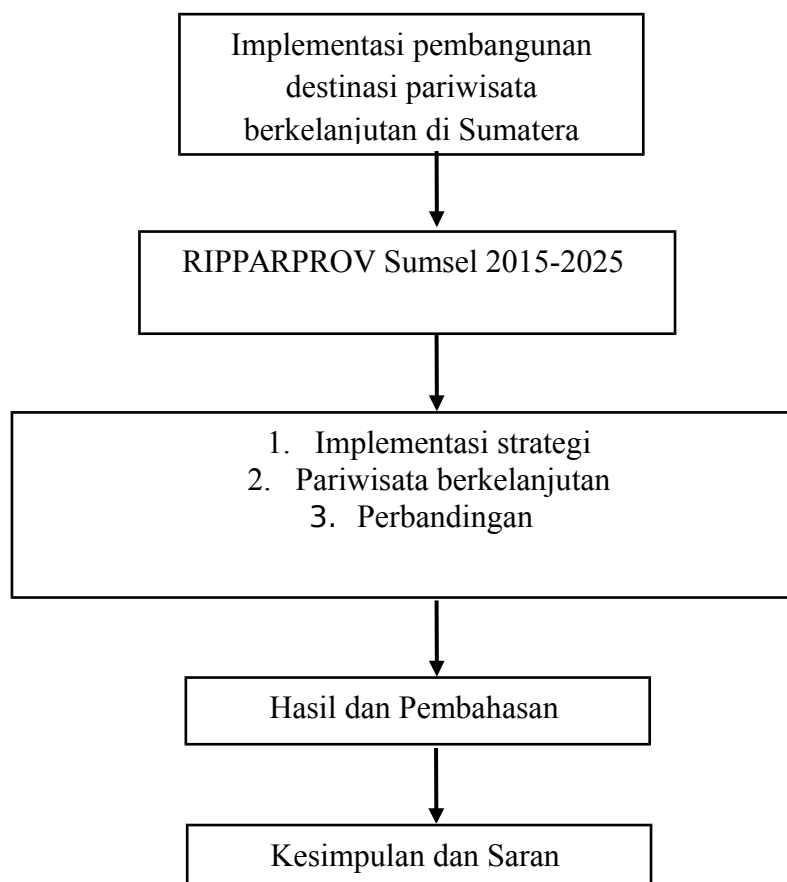 Implementasi pembangunan
destinasi pariwisata
berkelanjutan di Sumatera
RIPPARPROV Sumsel 2015-2025
1. Implementasi strategi
2. Pariwisata berkelanjutan
3. Perbandingan
Hasil dan Pembahasan
Kesimpulan dan Saran